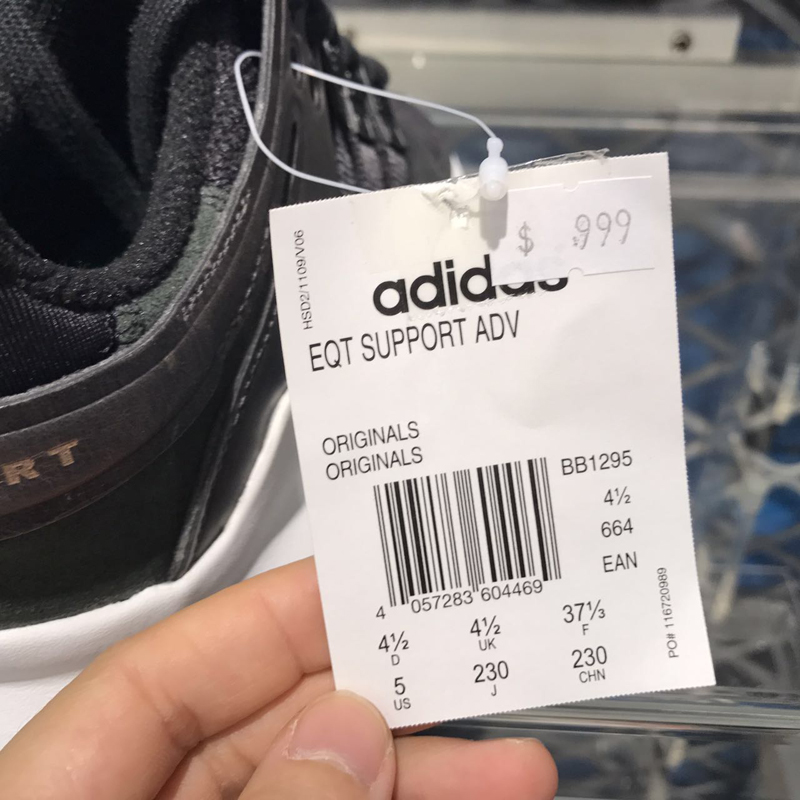 $ 999
HSD2/1109/V06
adidas
EQT SUPPORT ADV
ORIGINALS
ORIGINALS
BB1295
4½
664
EAN
4 057283 604469
4½ D
4½ UK
37⅓ F
5 US
230 J
230 CHN
PO# 116720989
RT